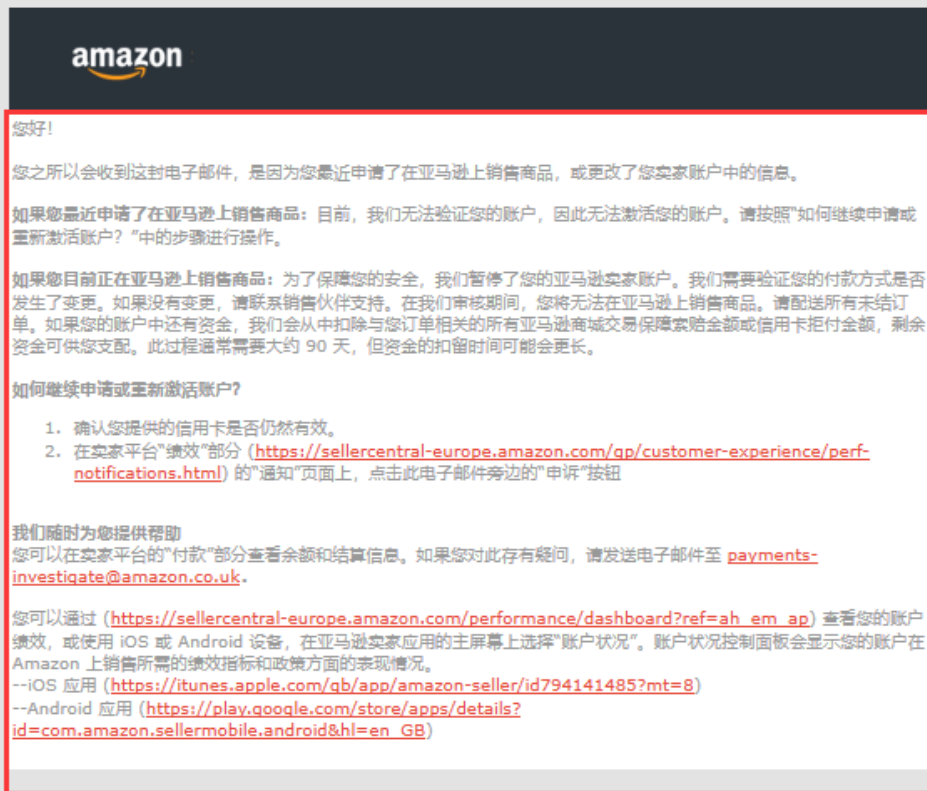 amazon
您好!
您之所以会收到这封电子邮件，是因为您最近申请了在亚马逊上销售商品，或更改了您卖家账户中的信息。
如果您最近申请了在亚马逊上销售商品：目前，我们无法验证您的账户，因此无法激活您的账户。请按照“如何继续申请或
重新激活账户？”中的步骤进行操作。
如果您目前正在亚马逊上销售商品：为了保障您的安全，我们暂停了您的亚马逊卖家账户。我们需要验证您的付款方式是否
发生了变更。如果没有变更，请联系销售伙伴支持。在我们审核期间，您将无法在亚马逊上销售商品。请配送所有未结订
单。如果您的账户中还有资金，我们会从中扣除与您订单相关的所有亚马逊商城交易保障索赔金额或信用卡拒付金额，剩余
资金可供您支配。此过程通常需要大约 90 天，但资金的扣留时间可能会更长。
如何继续申请或重新激活账户?
1. 确认您提供的信用卡是否仍然有效。
2. 在卖家平台“绩效”部分 (https://sellercentral-europe.amazon.com/gp/customer-experience/perf-
notifications.html) 的“通知”页面上，点击此电子邮件旁边的“申诉”按钮
我们随时为您提供帮助
您可以在卖家平台的“付款”部分查看余额和结算信息。如果您对此存有疑问，请发送电子邮件至 payments-
investigate@amazon.co.uk。
您可以通过 (https://sellercentral-europe.amazon.com/performance/dashboard?ref=ah_em_ap) 查看您的账户
绩效，或使用 iOS 或 Android 设备，在亚马逊卖家应用的主屏幕上选择“账户状况”。账户状况控制面板会显示您的账户在
Amazon 上销售所需的绩效指标和政策方面的表现情况。
--iOS 应用 (https://itunes.apple.com/gb/app/amazon-seller/id794141485?mt=8)
--Android 应用 (https://play.google.com/store/apps/details?
id=com.amazon.sellermobile.android&hl=en_GB)